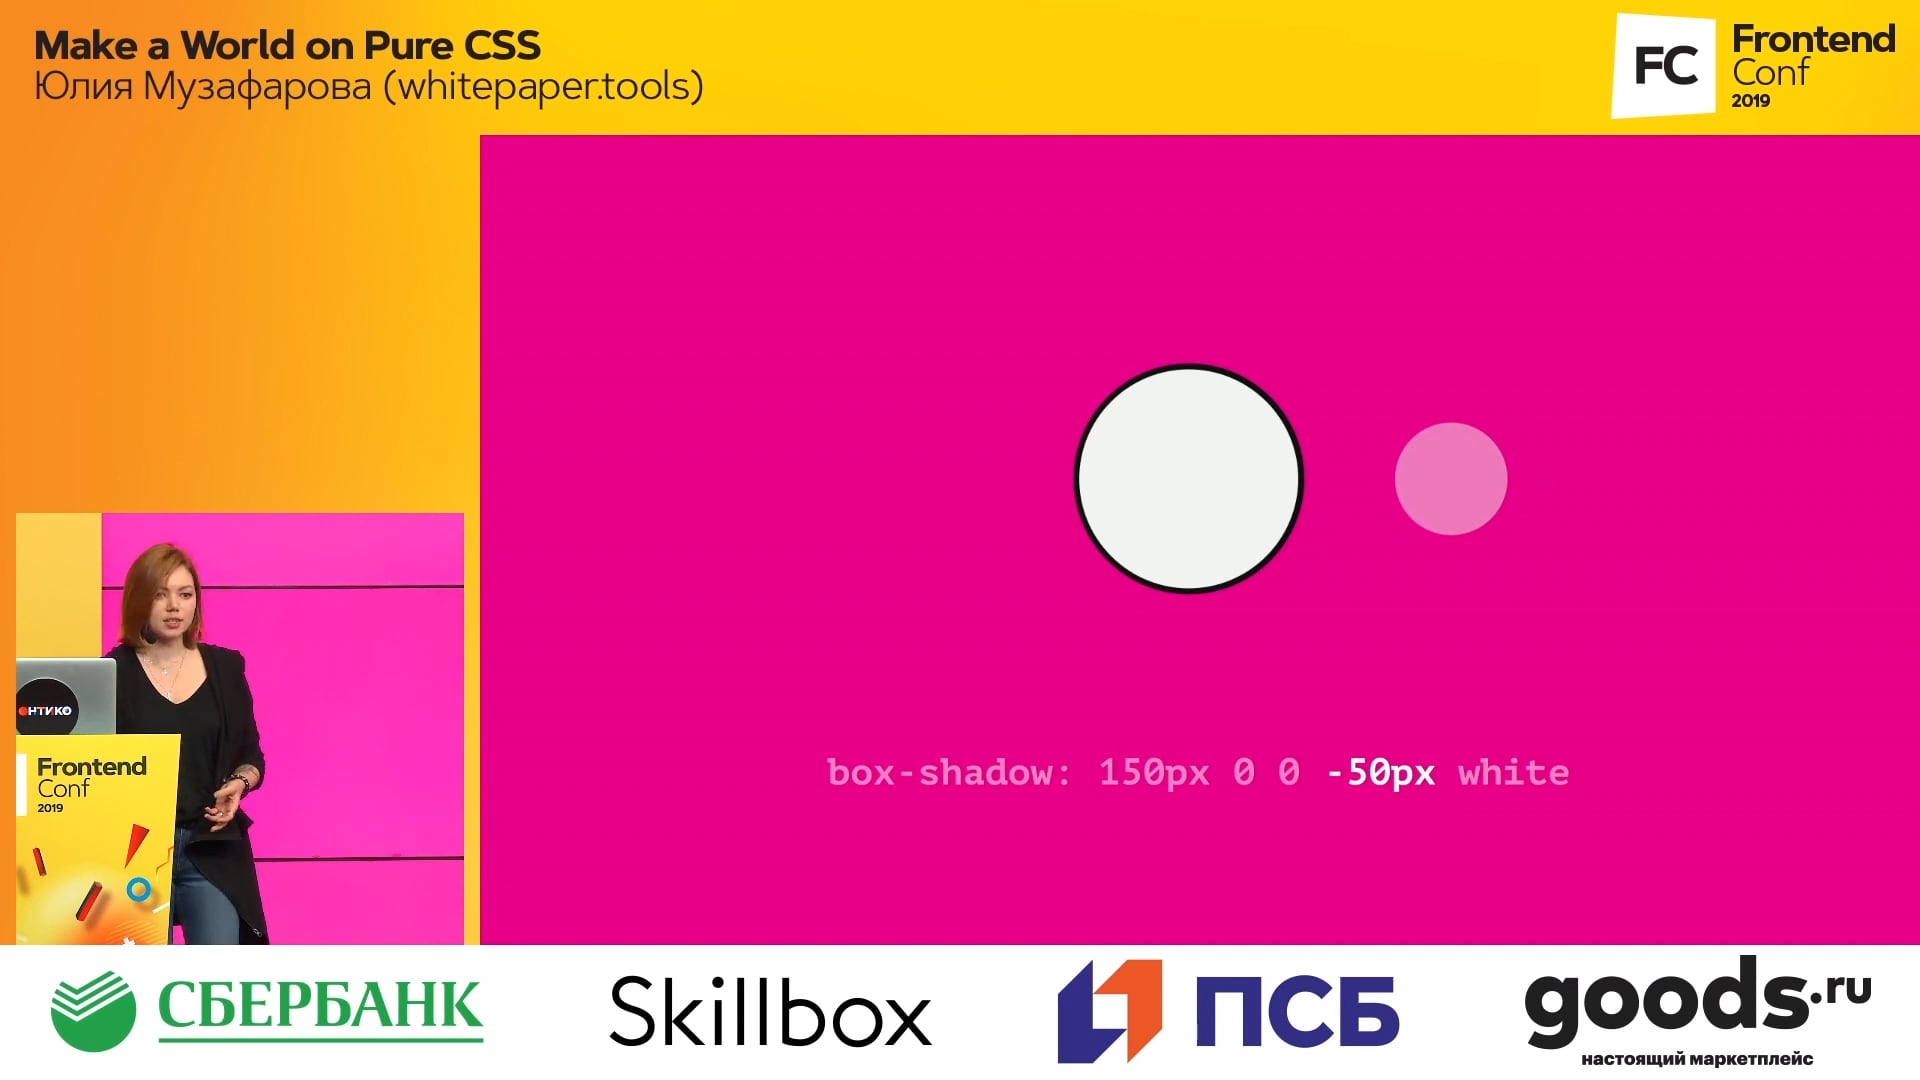 Make a World on Pure CSS
Юлия Музафарова (whitepaper.tools)
FC
Frontend
Conf
2019
box-shadow: 150px 0 0 -50px white
ОНТИКО
Frontend
Conf
2019
СБЕРБАНК
Skillbox
ПСБ
goods.ru
настоящий маркетплейс